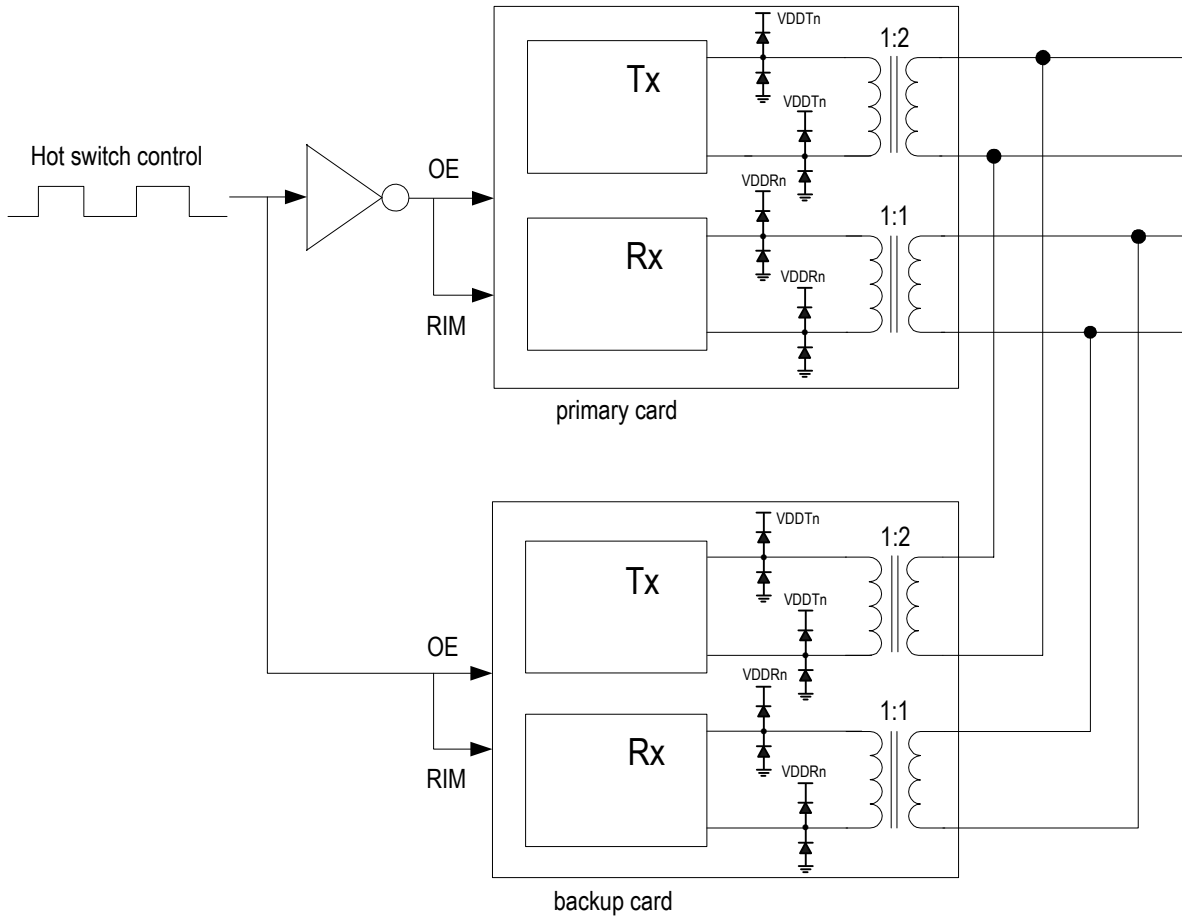 VDDTn
1:2
Tx
VDDTn
Hot switch control
OE
VDDRn
1:1
Rx
VDDRn
RIM
primary card
VDDTn
1:2
Tx
VDDTn
OE
VDDRn
1:1
Rx
VDDRn
RIM
backup card